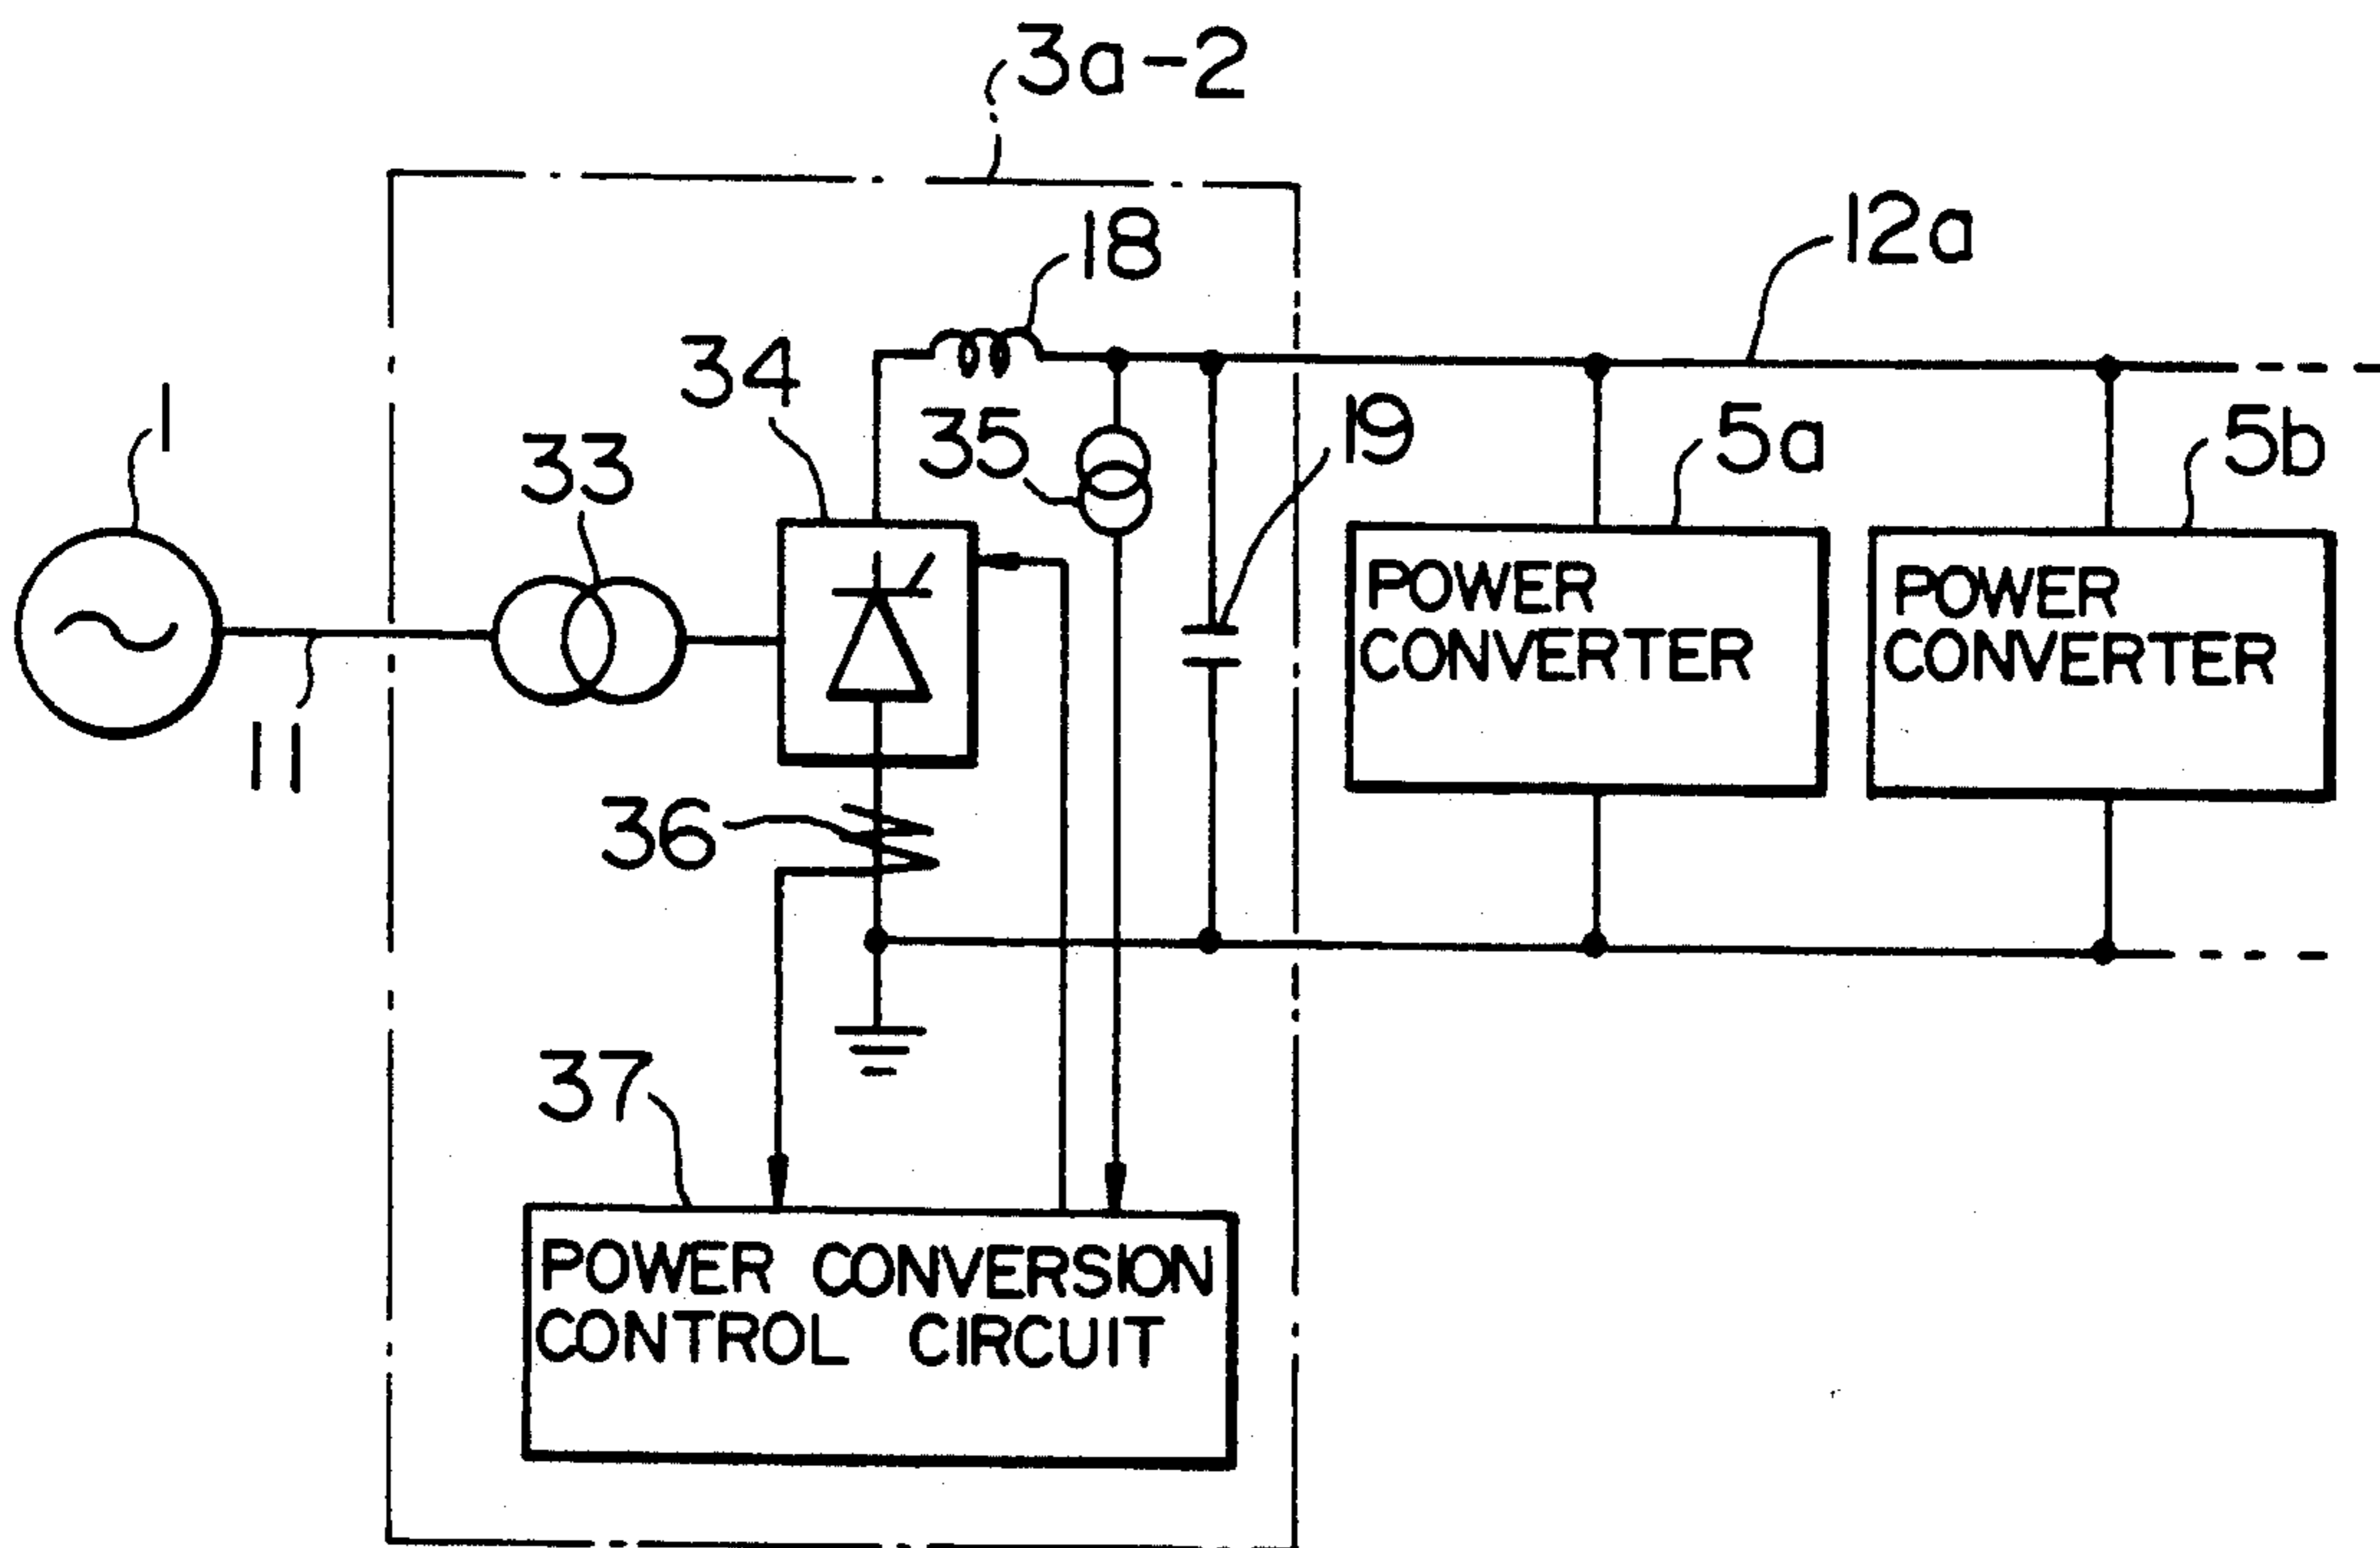 3a-2
18
12a
34
1
33
35
19
5a
5b
POWER
CONVERTER
POWER
CONVERTER
11
36
37
POWER CONVERSION
CONTROL CIRCUIT